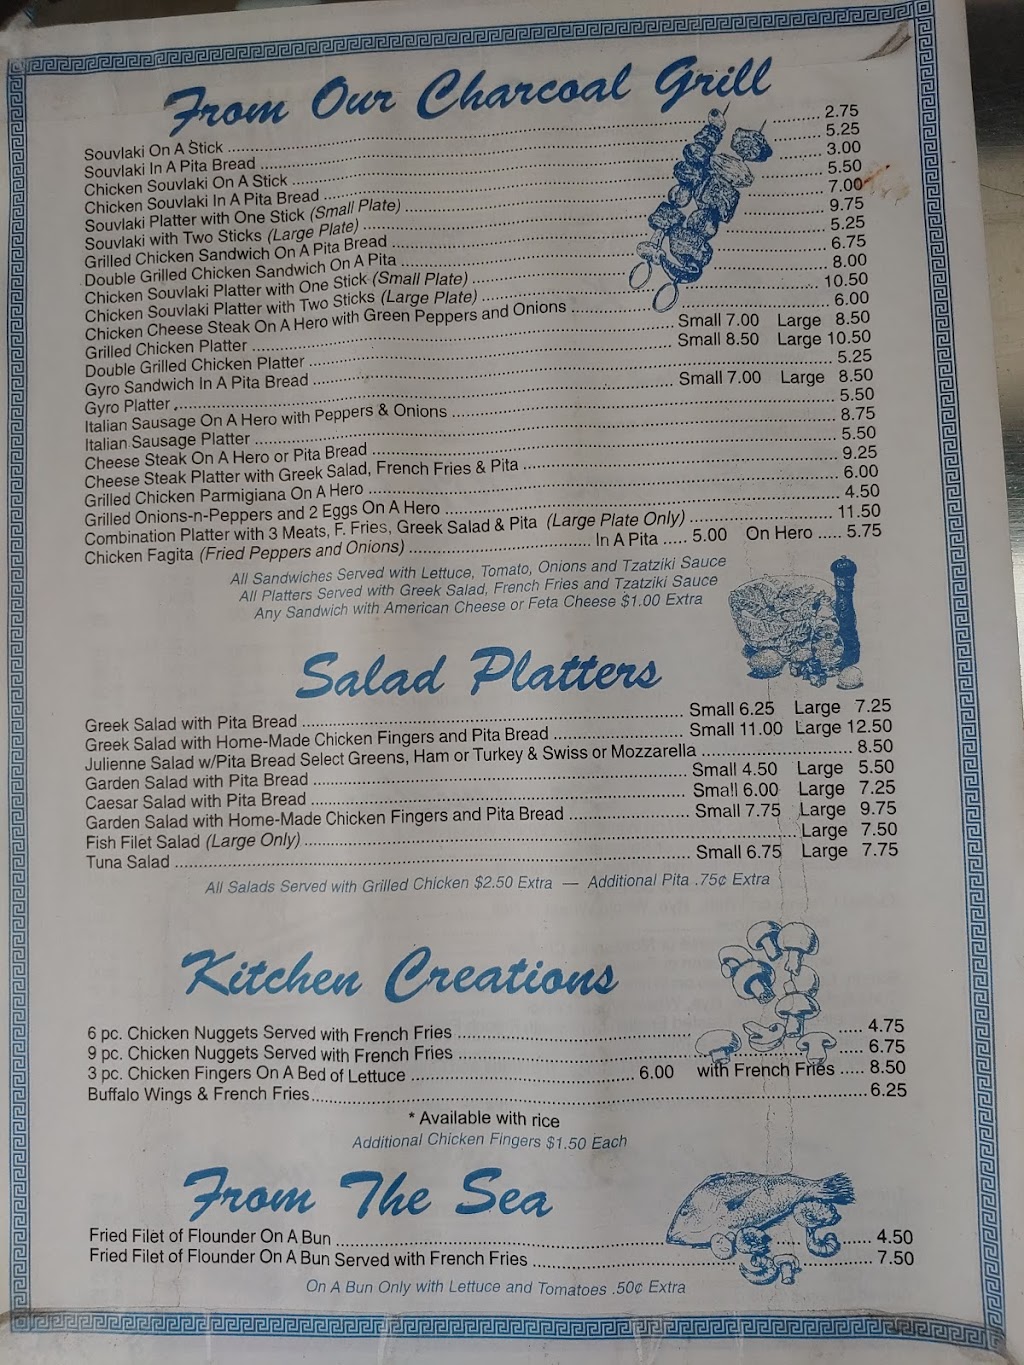 From Our Charcoal Grill
Souvlaki On A Stick ........ 2.75
Souvlaki In A Pita Bread ........ 5.25
Chicken Souvlaki On A Stick ........ 3.00
Chicken Souvlaki In A Pita Bread ........ 5.50
Souvlaki Platter with One Stick (Small Plate) ........ 7.00
Souvlaki with Two Sticks (Large Plate) ........ 9.75
Grilled Chicken Sandwich On A Pita Bread ........ 5.25
Double Grilled Chicken Sandwich On A Pita ........ 6.75
Chicken Souvlaki Platter with One Stick (Small Plate) ........ 8.00
Chicken Souvlaki Platter with Two Sticks (Large Plate) ........ 10.50
Chicken Cheese Steak On A Hero with Green Peppers and Onions ........ 6.00
Grilled Chicken Platter ........ Small 7.00 Large 8.50
Double Grilled Chicken Platter ........ Small 8.50 Large 10.50
Gyro Sandwich In A Pita Bread ........ 5.25
Gyro Platter ........ Small 7.00 Large 8.50
Italian Sausage On A Hero with Peppers & Onions ........ 5.50
Italian Sausage Platter ........ 8.75
Cheese Steak On A Hero or Pita Bread ........ 5.50
Cheese Steak Platter with Greek Salad, French Fries & Pita ........ 9.25
Grilled Chicken Parmigiana On A Hero ........ 6.00
Grilled Onions-n-Peppers and 2 Eggs On A Hero ........ 4.50
Combination Platter with 3 Meats, F. Fries, Greek Salad & Pita (Large Plate Only) ........ 11.50
Chicken Fagita (Fried Peppers and Onions) ........ In A Pita ..... 5.00 On Hero ..... 5.75
All Sandwiches Served with Lettuce, Tomato, Onions and Tzatziki Sauce
All Platters Served with Greek Salad, French Fries and Tzatziki Sauce
Any Sandwich with American Cheese or Feta Cheese $1.00 Extra
Salad Platters
Greek Salad with Pita Bread ........ Small 6.25 Large 7.25
Greek Salad with Home-Made Chicken Fingers and Pita Bread ........ Small 11.00 Large 12.50
Julienne Salad w/Pita Bread Select Greens, Ham or Turkey & Swiss or Mozzarella ........ 8.50
Garden Salad with Pita Bread ........ Small 4.50 Large 5.50
Caesar Salad with Pita Bread ........ Small 6.00 Large 7.25
Garden Salad with Home-Made Chicken Fingers and Pita Bread ........ Small 7.75 Large 9.75
Fish Filet Salad (Large Only) ........ Large 7.50
Tuna Salad ........ Small 6.75 Large 7.75
All Salads Served with Grilled Chicken $2.50 Extra — Additional Pita .75¢ Extra
Kitchen Creations
6 pc. Chicken Nuggets Served with French Fries ........ 4.75
9 pc. Chicken Nuggets Served with French Fries ........ 6.75
3 pc. Chicken Fingers On A Bed of Lettuce ........ 6.00 with French Fries ..... 8.50
Buffalo Wings & French Fries ........ 6.25
* Available with rice
Additional Chicken Fingers $1.50 Each
From The Sea
Fried Filet of Flounder On A Bun ........ 4.50
Fried Filet of Flounder On A Bun Served with French Fries ........ 7.50
On A Bun Only with Lettuce and Tomatoes .50¢ Extra